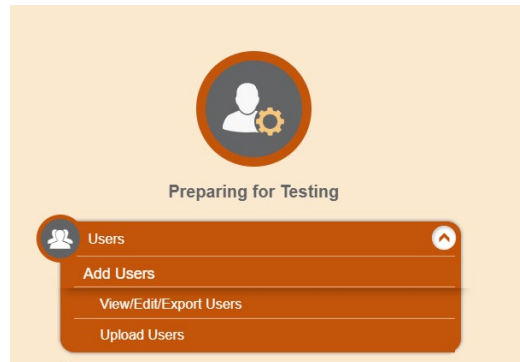 Preparing for Testing
Users
Add Users
View/Edit/Export Users
Upload Users